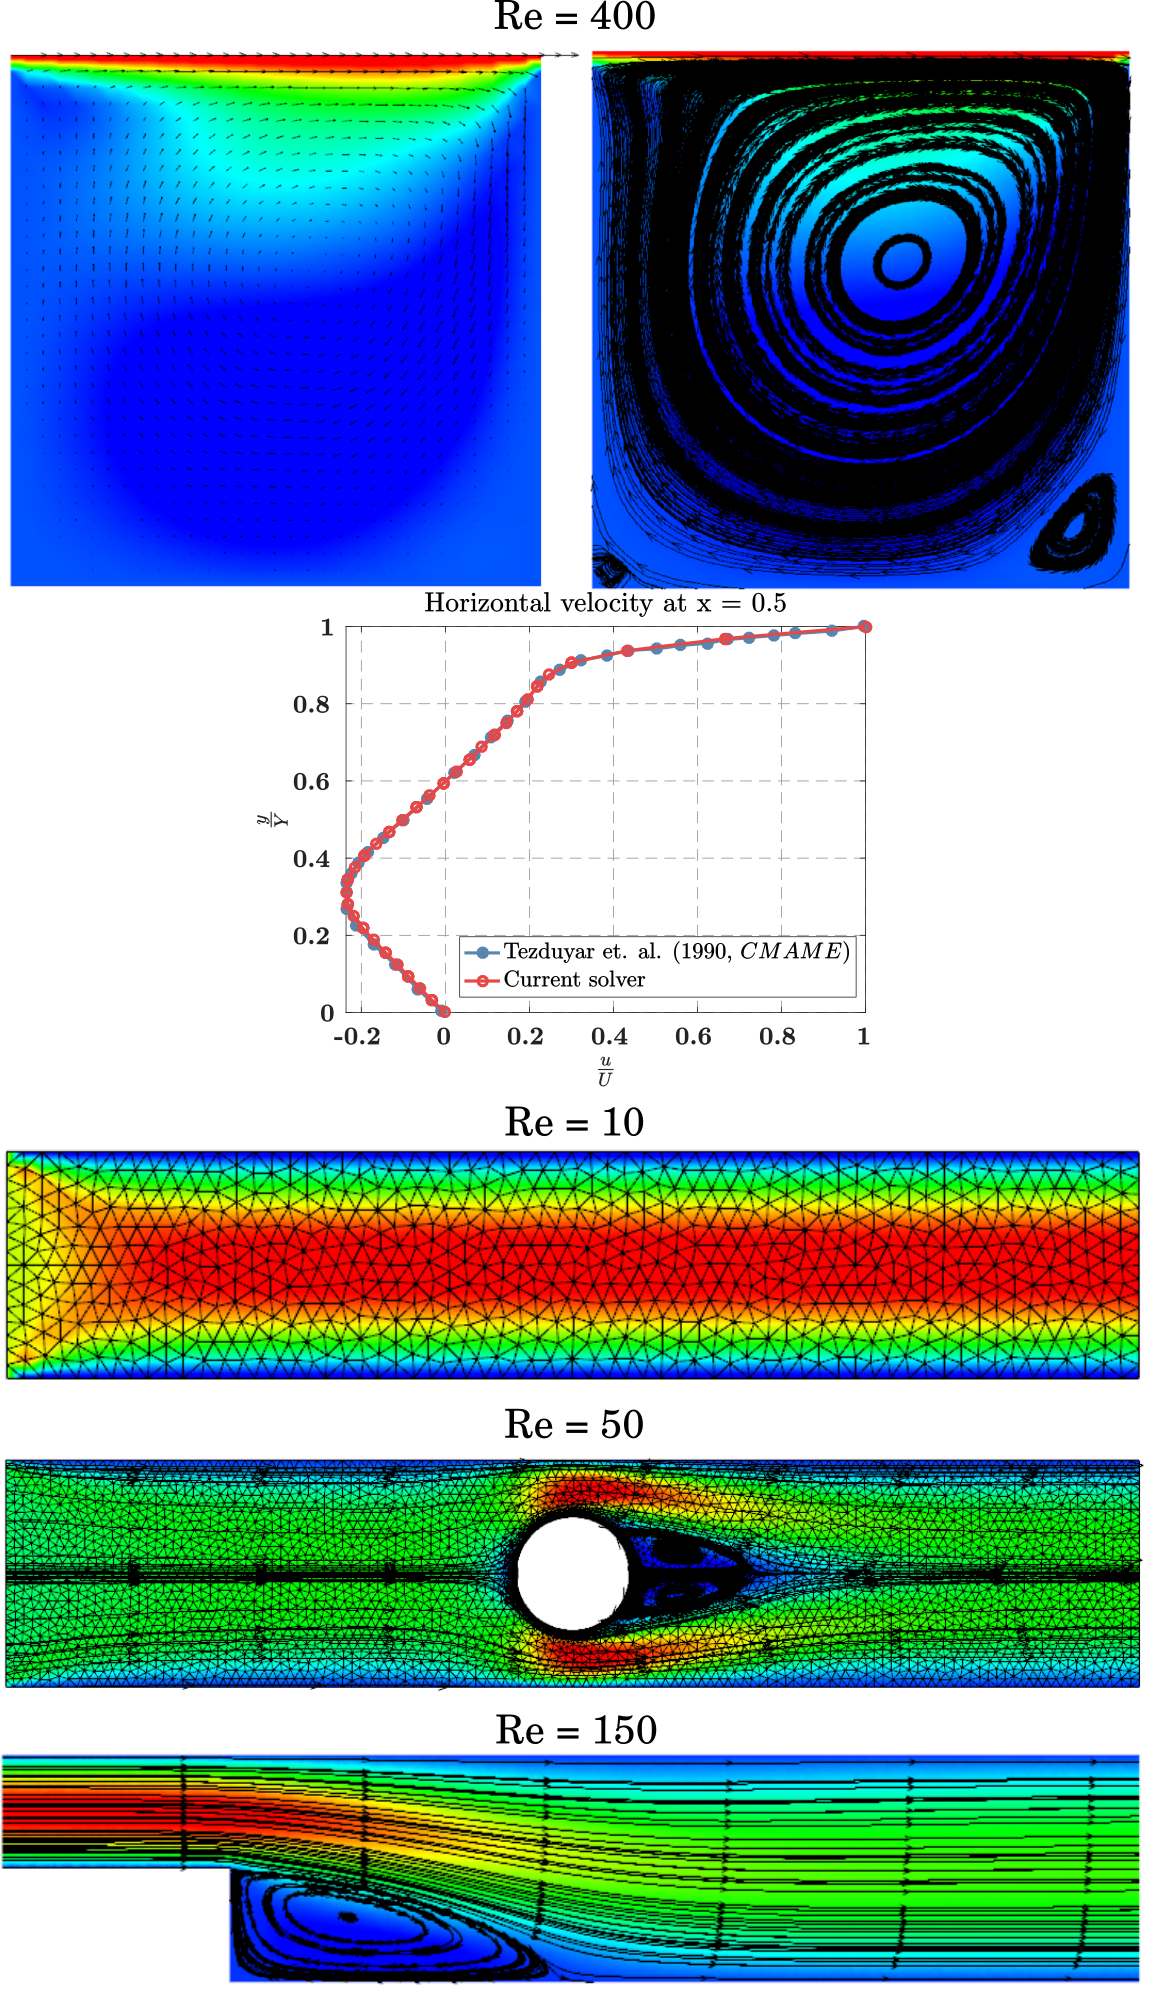 Re = 400
Horizontal velocity at x = 0.5
1
0.8
0.6
0.4
0.2
0
y
Y
Tezduyar et. al. (1990, CMAME)
Current solver
-0.2 0 0.2 0.4 0.6 0.8 1
u
U
Re = 10
Re = 50
Re = 150